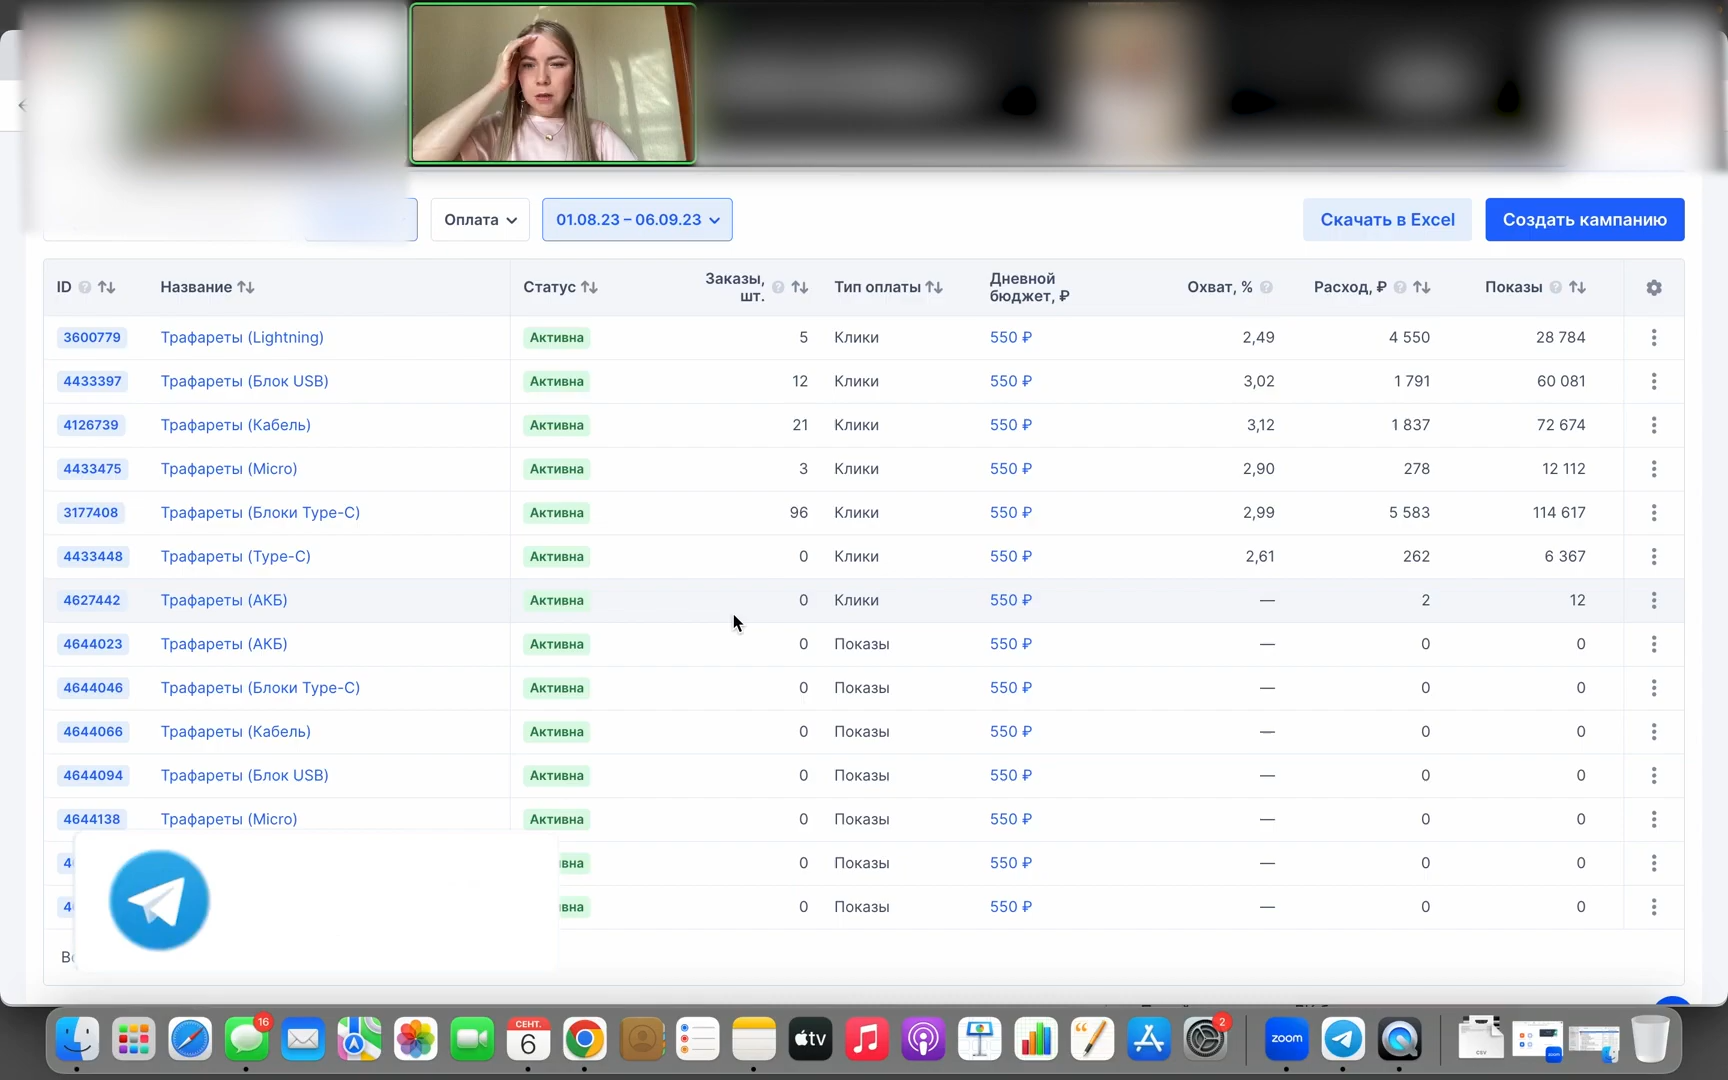 Оплата
01.08.23 – 06.09.23
Скачать в Excel
Создать кампанию
ID Название Статус Заказы, шт. Тип оплаты Дневной бюджет, ₽ Охват, % Расход, ₽ Показы
3600779 Трафареты (Lightning) Активна 5 Клики 550 ₽ 2,49 4 550 28 784
4433397 Трафареты (Блок USB) Активна 12 Клики 550 ₽ 3,02 1 791 60 081
4126739 Трафареты (Кабель) Активна 21 Клики 550 ₽ 3,12 1 837 72 674
4433475 Трафареты (Micro) Активна 3 Клики 550 ₽ 2,90 278 12 112
3177408 Трафареты (Блоки Type-C) Активна 96 Клики 550 ₽ 2,99 5 583 114 617
4433448 Трафареты (Type-C) Активна 0 Клики 550 ₽ 2,61 262 6 367
4627442 Трафареты (АКБ) Активна 0 Клики 550 ₽ — 2 12
4644023 Трафареты (АКБ) Активна 0 Показы 550 ₽ — 0 0
4644046 Трафареты (Блоки Type-C) Активна 0 Показы 550 ₽ — 0 0
4644066 Трафареты (Кабель) Активна 0 Показы 550 ₽ — 0 0
4644094 Трафареты (Блок USB) Активна 0 Показы 550 ₽ — 0 0
4644138 Трафареты (Micro) Активна 0 Показы 550 ₽ — 0 0
0 Показы 550 ₽ — 0 0
0 Показы 550 ₽ — 0 0
16
СЕНТ.
6
tv
2
zoom
CSV